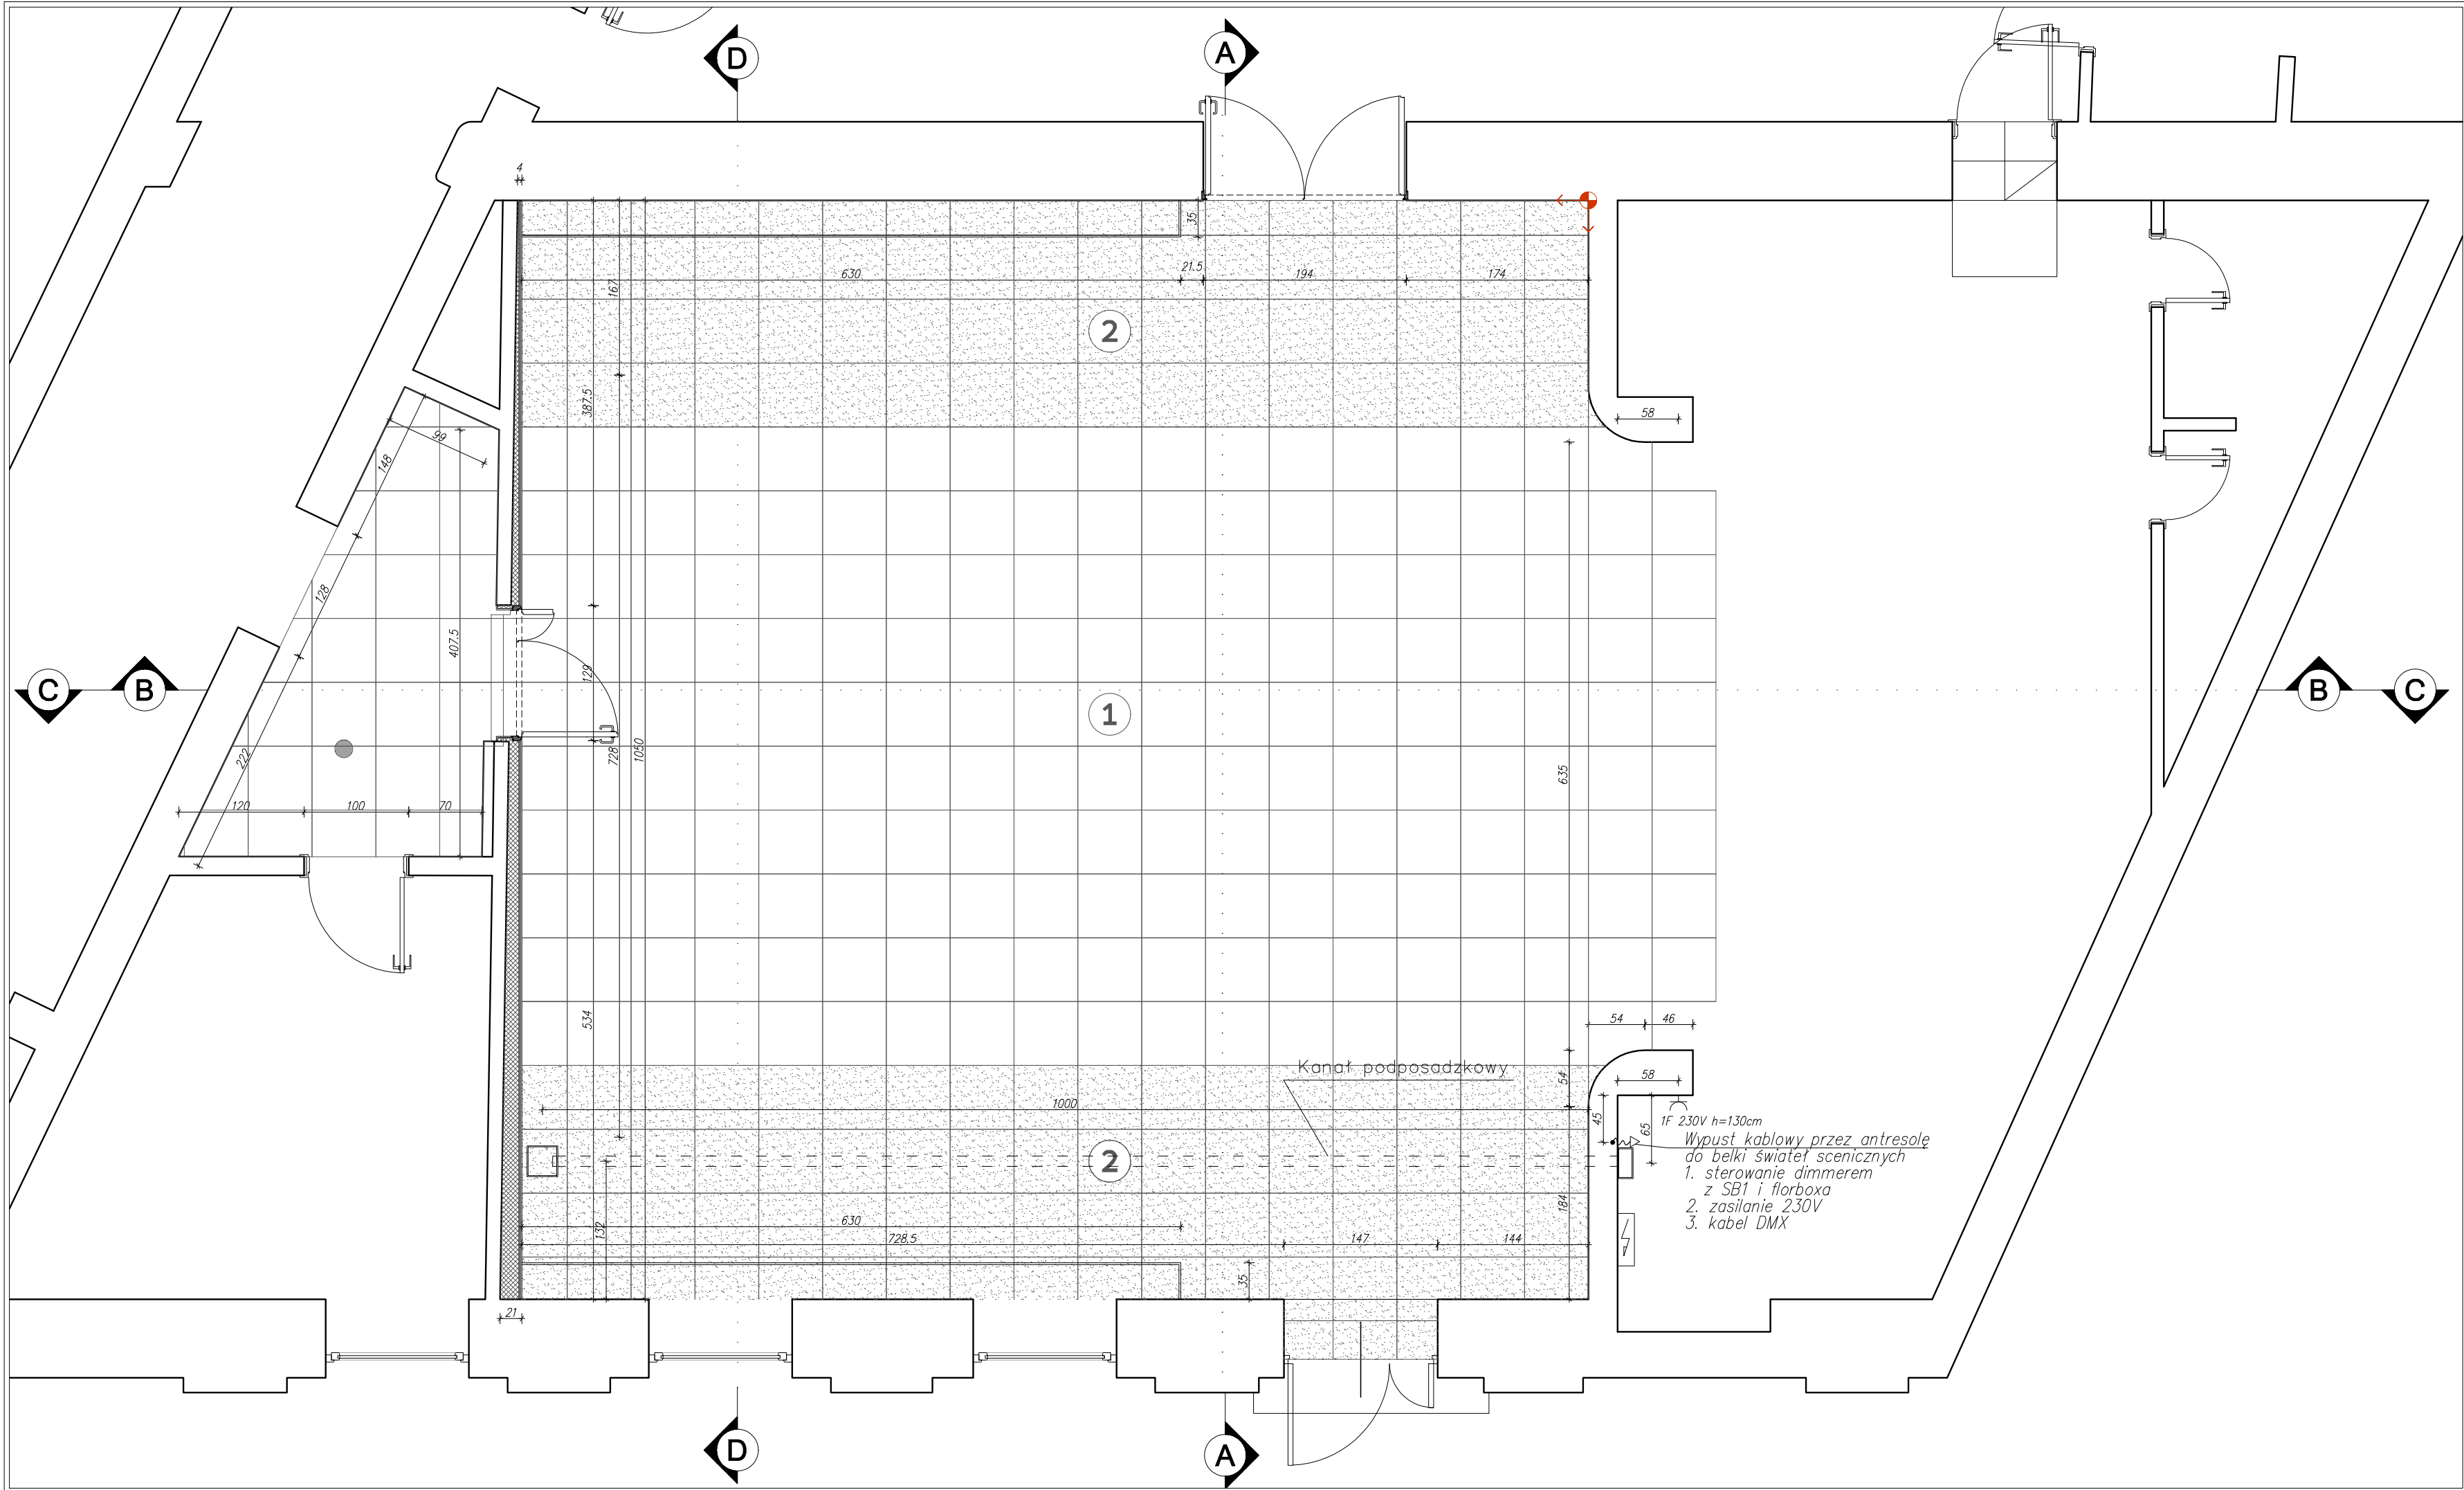 D
A
4
35
630
21.5
194
174
167
2
387.5
58
99
148
128
407.5
129
C
B
1
B
C
728
1050
635
222
120
100
70
534
54
46
Kanał podposadzkowy
54
58
1000
45
65
1F 230V h=130cm
Wypust kablowy przez antresolę
do belki świateł scenicznych
1. sterowanie dimmerem
z SB1 i florboxa
2. zasilanie 230V
3. kabel DMX
2
184
132
630
728.5
147
144
35
21
D
A